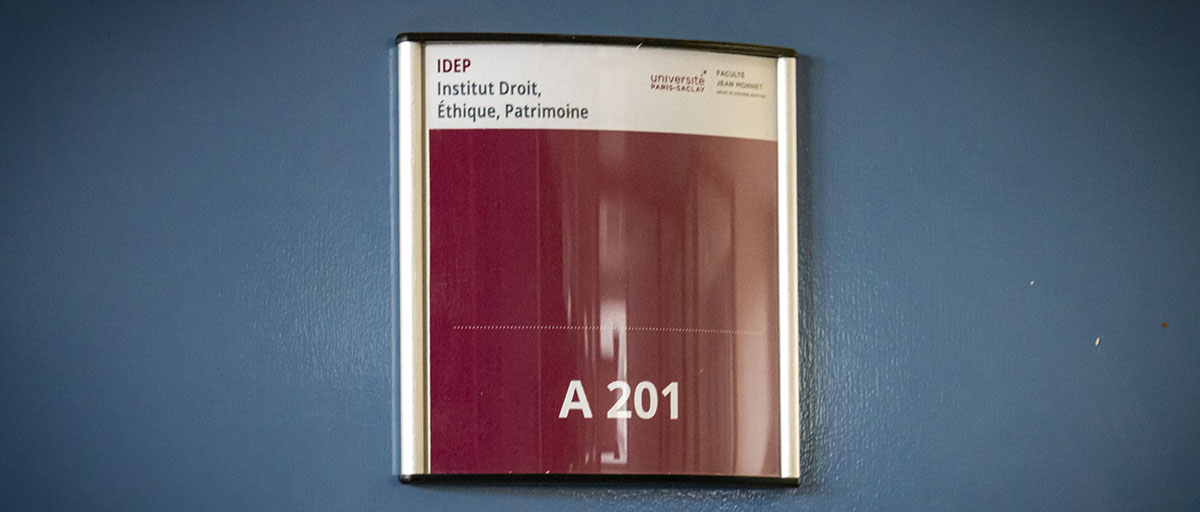 IDEP
Institut Droit,
Éthique, Patrimoine
université
PARIS-SACLAY
FACULTÉ
JEAN MONNET
A 201